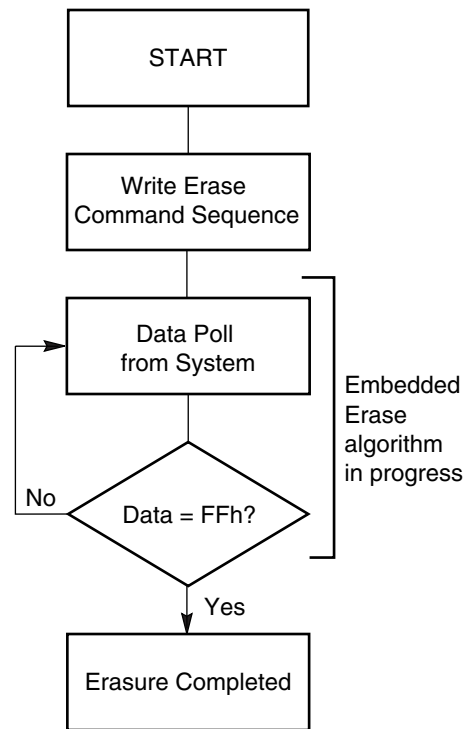 START
Write Erase
Command Sequence
Data Poll
from System
Embedded
Erase
algorithm
in progress
No
Data = FFh?
Yes
Erasure Completed